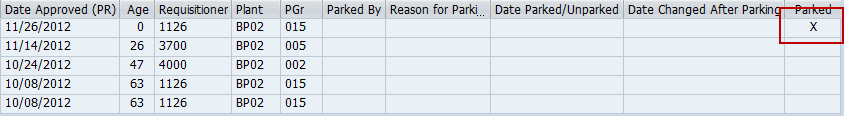 Date Approved (PR) Age Requisitioner Plant PGr Parked By Reason for Parki... Date Parked/Unparked Date Changed After Parking Parked
11/26/2012 0 1126 BP02 015 X
11/14/2012 26 3700 BP02 005
10/24/2012 47 4000 BP02 002
10/08/2012 63 1126 BP02 015
10/08/2012 63 1126 BP02 015